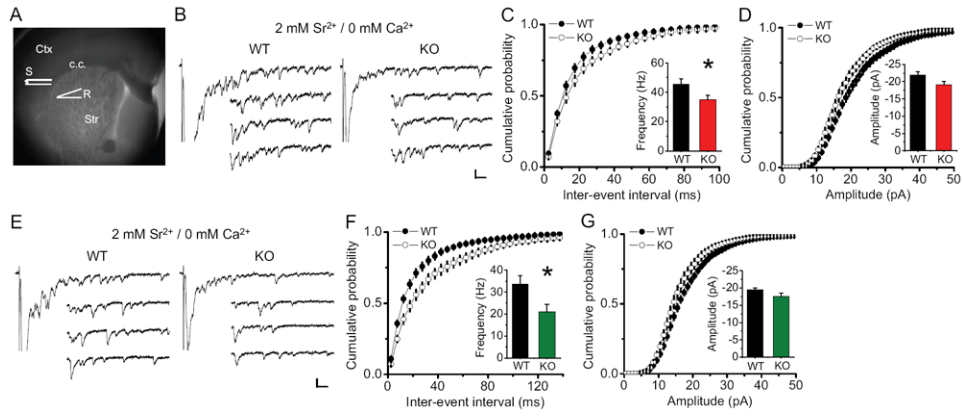 A
Ctx
c.c.
S
R
Str
B
2 mM Sr²⁺ / 0 mM Ca²⁺
WT
KO
C
Cumulative probability
1.0
0.5
0.0
WT
KO
Frequency (Hz)
60
40
20
0
*
WT
KO
0
20
40
60
80
100
Inter-event interval (ms)
D
Cumulative probability
1.0
0.5
0.0
WT
KO
Amplitude (pA)
-25
-20
-15
-10
-5
0
WT
KO
0
10
20
30
40
50
Amplitude (pA)
E
2 mM Sr²⁺ / 0 mM Ca²⁺
WT
KO
F
Cumulative probability
1.0
0.5
0.0
WT
KO
Frequency (Hz)
40
30
20
10
0
*
WT
KO
0
40
80
120
Inter-event interval (ms)
G
Cumulative probability
1.0
0.5
0.0
WT
KO
Amplitude (pA)
-25
-20
-15
-10
-5
0
WT
KO
0
10
20
30
40
50
Amplitude (pA)